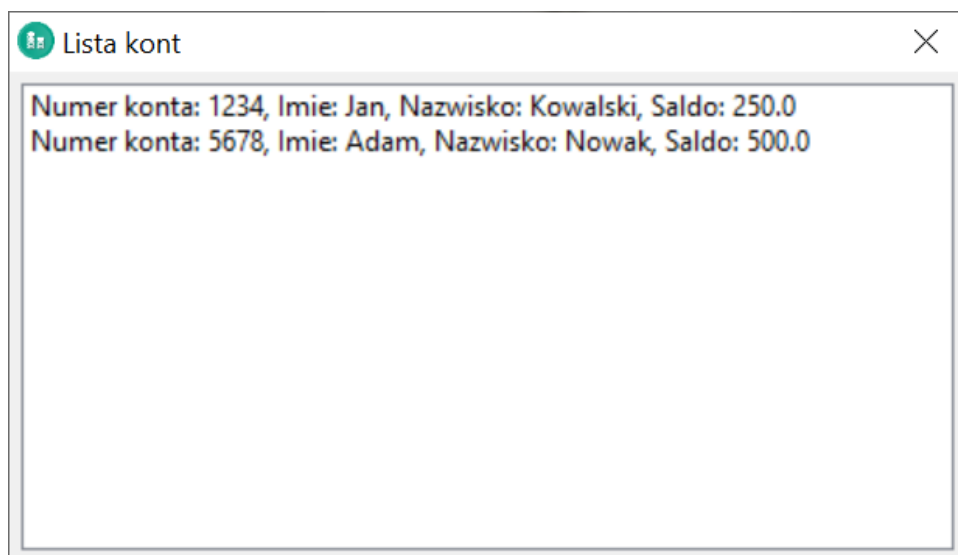 Lista kont
Numer konta: 1234, Imie: Jan, Nazwisko: Kowalski, Saldo: 250.0
Numer konta: 5678, Imie: Adam, Nazwisko: Nowak, Saldo: 500.0